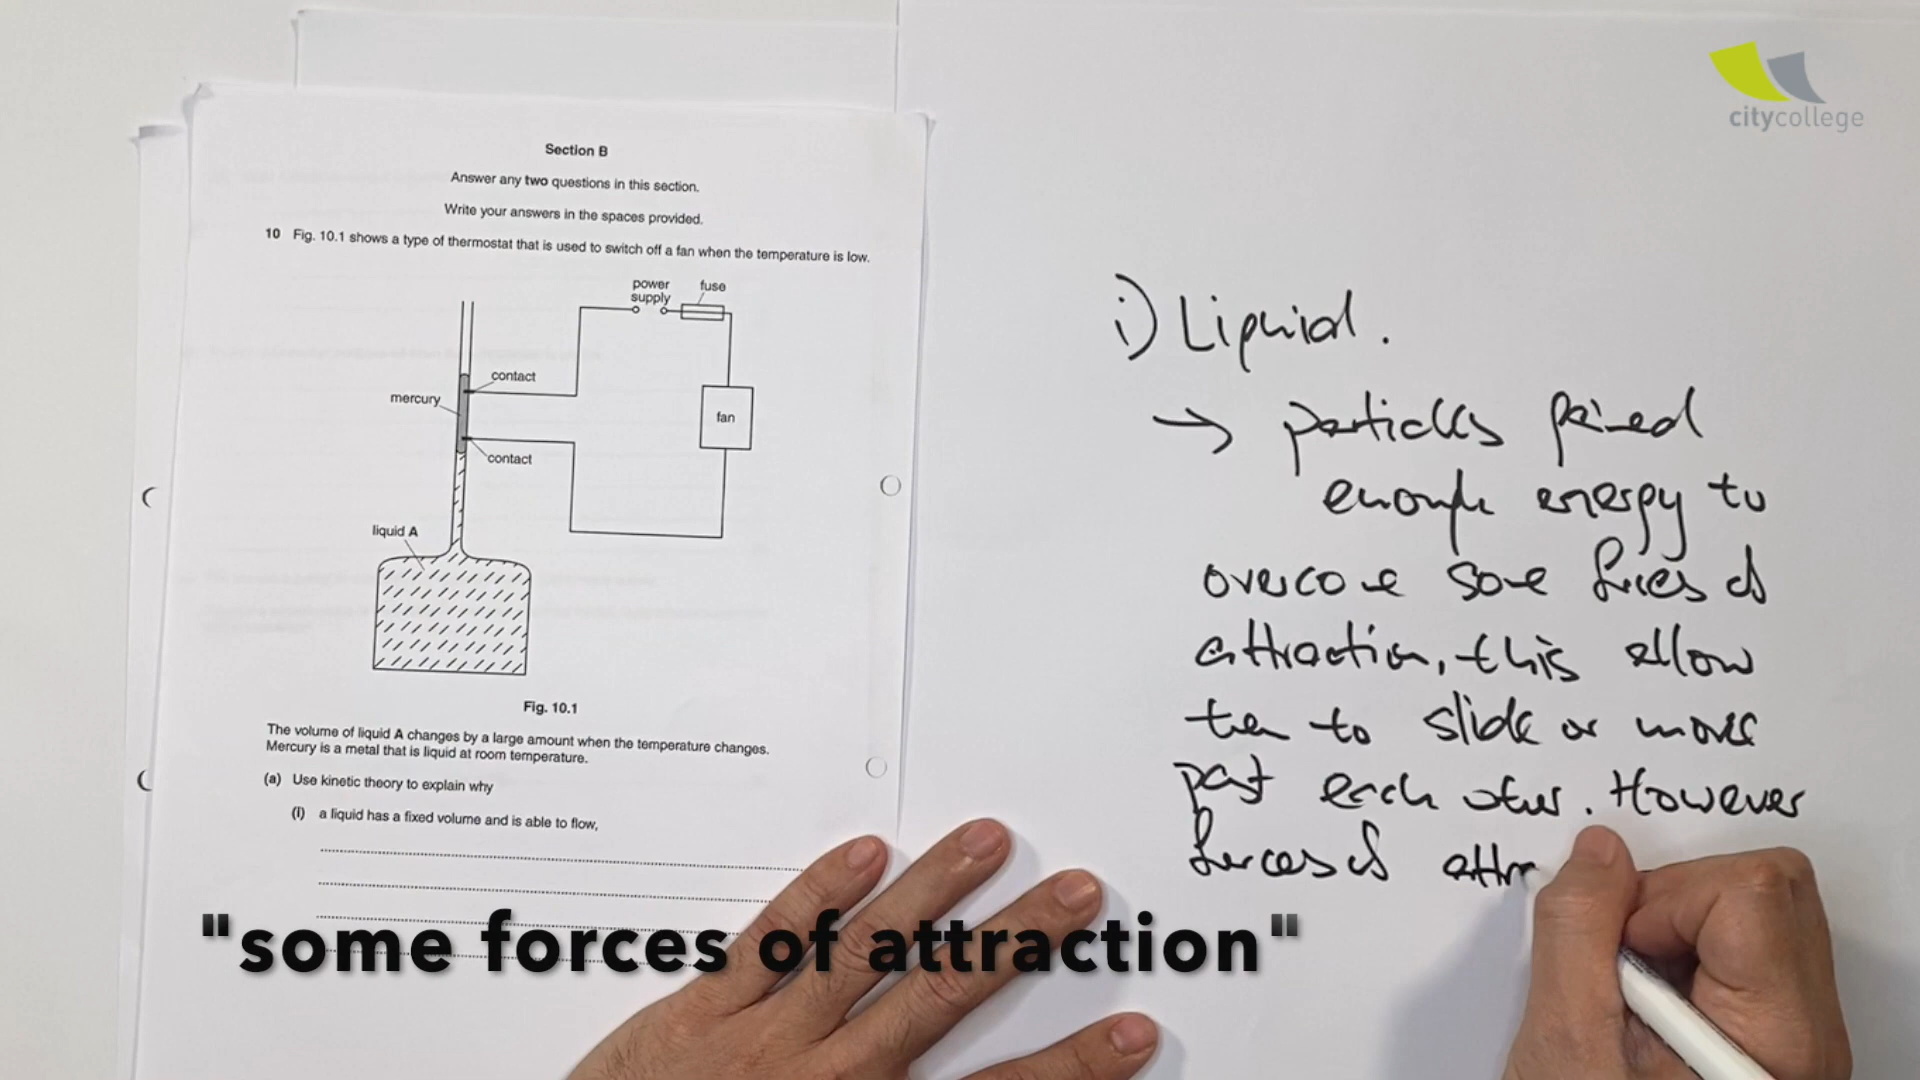 citycollege
Section B
Answer any two questions in this section.
Write your answers in the spaces provided.
10 Fig. 10.1 shows a type of thermostat that is used to switch off a fan when the temperature is low.
power
supply
fuse
contact
mercury
fan
contact
liquid A
Fig. 10.1
The volume of liquid A changes by a large amount when the temperature changes.
Mercury is a metal that is liquid at room temperature.
(a) Use kinetic theory to explain why
(i) a liquid has a fixed volume and is able to flow,
i) Liquid.
→ particles gained
enough energy to
overcome some forces of
attraction, this allow
them to slide or move
past each other. However
forces of attr
"some forces of attraction"